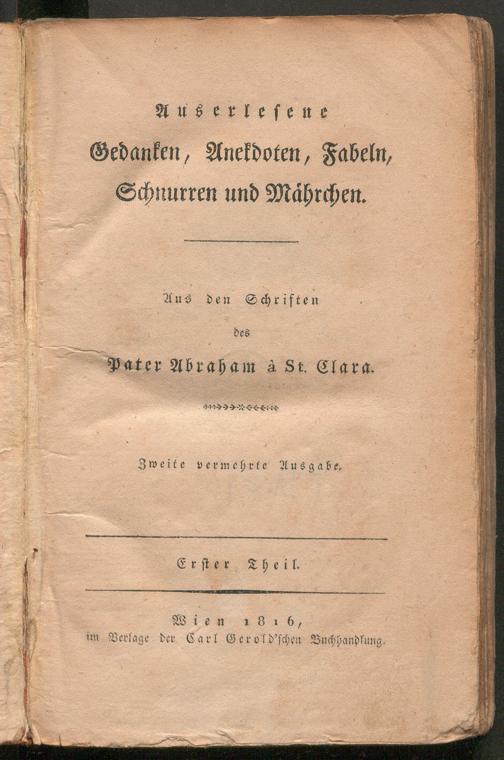 Auserlesene
Gedanken, Anekdoten, Fabeln,
Schnurren und Mährchen.
Aus den Schriften
des
Pater Abraham à St. Clara.
Zweite vermehrte Ausgabe.
Erster Theil.
Wien 1816,
im Verlage der Carl Gerold'schen Buchhandlung.